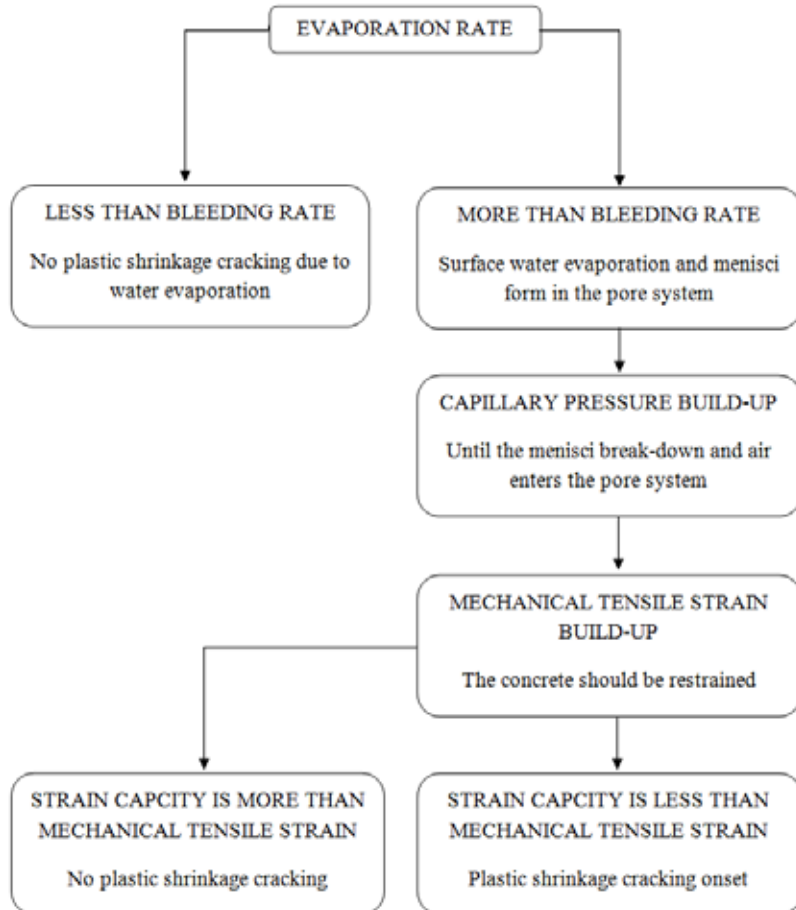 EVAPORATION RATE
LESS THAN BLEEDING RATE
No plastic shrinkage cracking due to
water evaporation
MORE THAN BLEEDING RATE
Surface water evaporation and menisci
form in the pore system
CAPILLARY PRESSURE BUILD-UP
Until the menisci break-down and air
enters the pore system
MECHANICAL TENSILE STRAIN
BUILD-UP
The concrete should be restrained
STRAIN CAPCITY IS MORE THAN
MECHANICAL TENSILE STRAIN
No plastic shrinkage cracking
STRAIN CAPCITY IS LESS THAN
MECHANICAL TENSILE STRAIN
Plastic shrinkage cracking onset